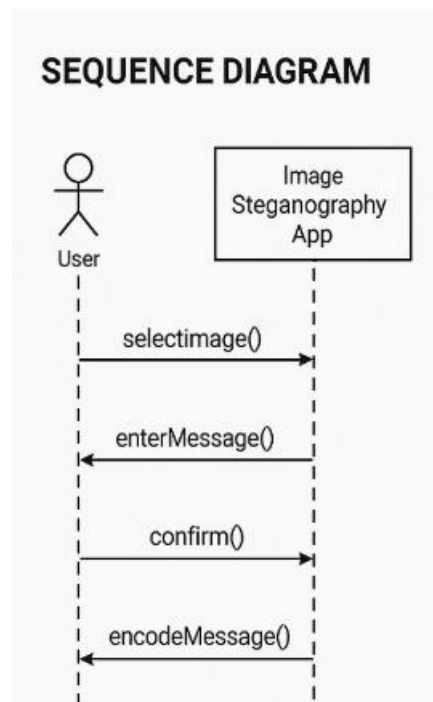 SEQUENCE DIAGRAM
Image
Steganography
App
User
selectimage()
enterMessage()
confirm()
encodeMessage()